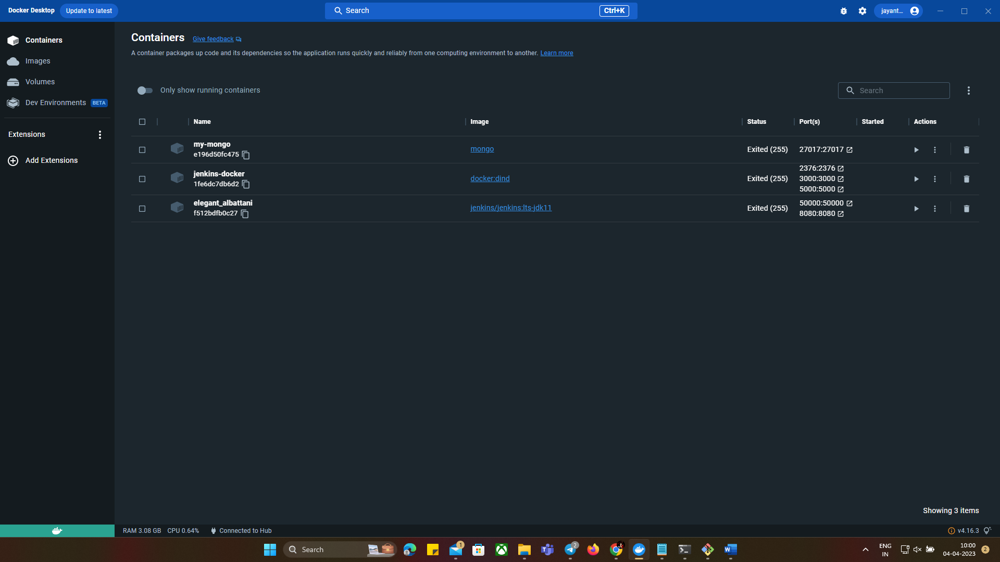 Docker Desktop
Update to latest
Search
Ctrl+K
jayant...
Containers
Images
Volumes
Dev Environments BETA
Extensions
Add Extensions
Containers
Give feedback
A container packages up code and its dependencies so the application runs quickly and reliably from one computing environment to another. Learn more
Only show running containers
Search
Name Image Status Port(s) Started Actions
my-mongo
e196d50fc475
mongo
Exited (255)
27017:27017
jenkins-docker
1fe6dc7db6d2
docker:dind
Exited (255)
2376:2376
3000:3000
5000:5000
elegant_albattani
f512bdfb0c27
jenkins/jenkins:lts-jdk11
Exited (255)
50000:50000
8080:8080
Showing 3 items
RAM 3.08 GB CPU 0.64% Connected to Hub
v4.16.3
Search
1
2
ENG
IN
10:00
04-04-2023
2